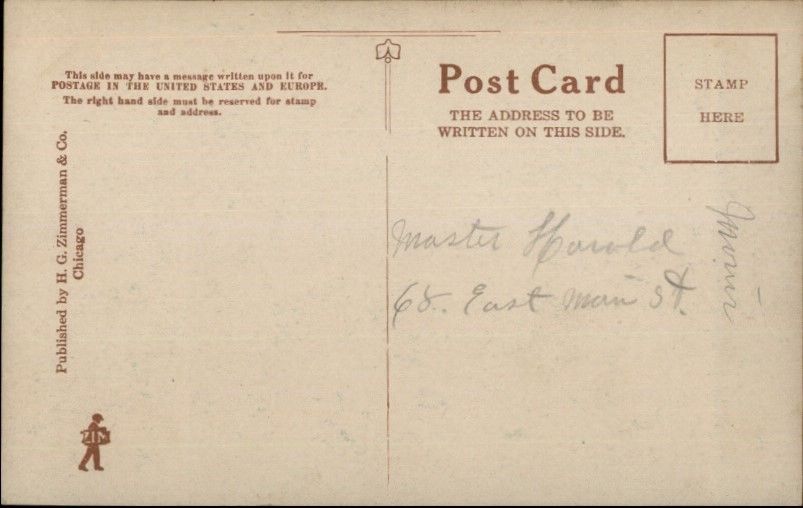 This side may have a message written upon it for
POSTAGE IN THE UNITED STATES AND EUROPE.
The right hand side must be reserved for stamp
and address.
Published by H. G. Zimmerman & Co.
Chicago
ZIM
Post Card
THE ADDRESS TO BE
WRITTEN ON THIS SIDE.
STAMP
HERE
Master Harold
68. East Main St.